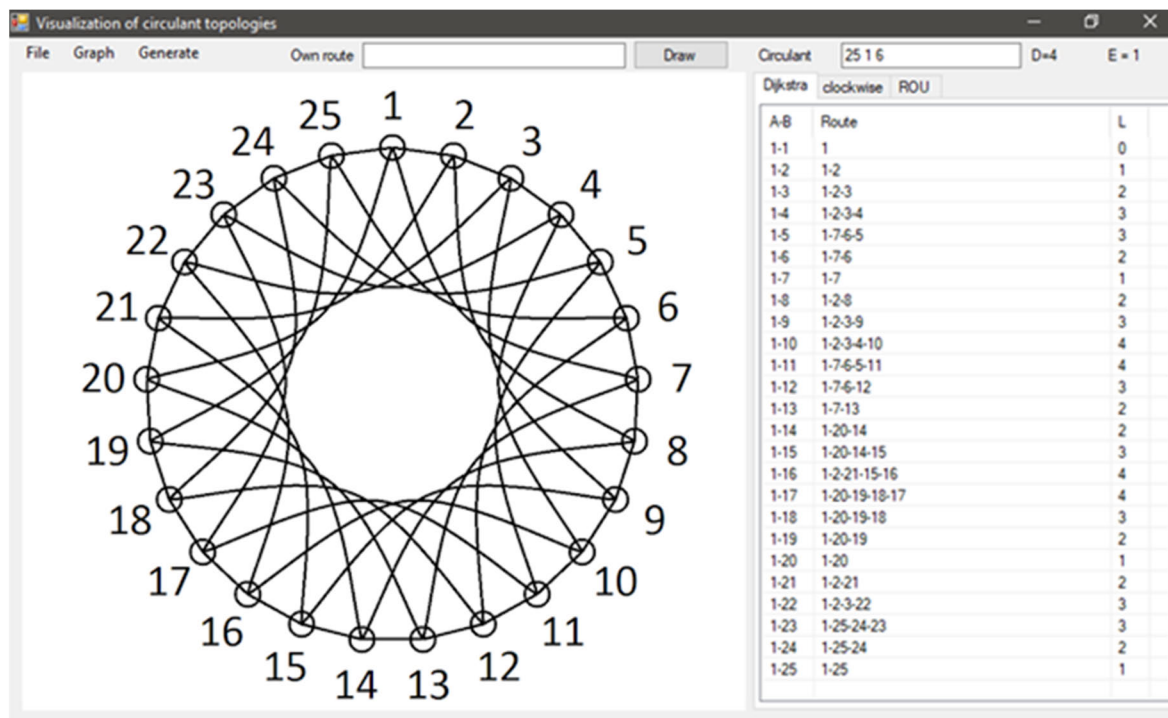 Visualization of circulant topologies
File Graph Generate Own route Draw Circulant 25 1 6 D=4 E = 1
Dijkstra clockwise ROU
A-B Route L
1-1 1 0
1-2 1-2 1
1-3 1-2-3 2
1-4 1-2-3-4 3
1-5 1-7-6-5 3
1-6 1-7-6 2
1-7 1-7 1
1-8 1-2-8 2
1-9 1-2-3-9 3
1-10 1-2-3-4-10 4
1-11 1-7-6-5-11 4
1-12 1-7-6-12 3
1-13 1-7-13 2
1-14 1-20-14 2
1-15 1-20-14-15 3
1-16 1-2-21-15-16 4
1-17 1-20-19-18-17 4
1-18 1-20-19-18 3
1-19 1-20-19 2
1-20 1-20 1
1-21 1-2-21 2
1-22 1-2-3-22 3
1-23 1-25-24-23 3
1-24 1-25-24 2
1-25 1-25 1
1
2
3
4
5
6
7
8
9
10
11
12
13
14
15
16
17
18
19
20
21
22
23
24
25